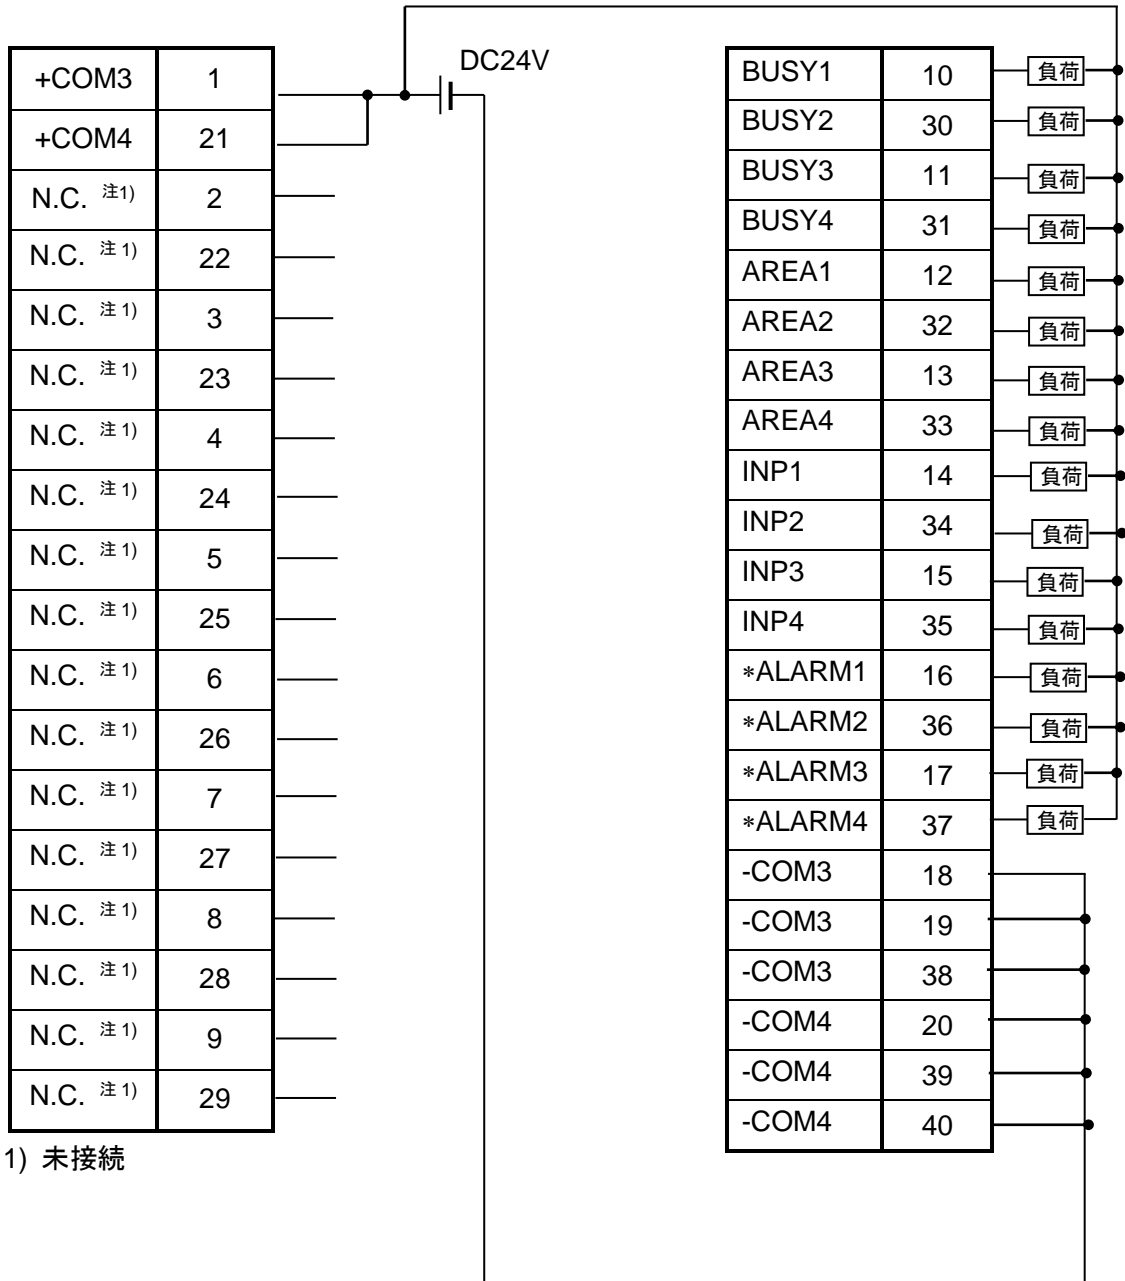 DC24V
+COM3 1
+COM4 21
N.C. 注1) 2
N.C. 注1) 22
N.C. 注1) 3
N.C. 注1) 23
N.C. 注1) 4
N.C. 注1) 24
N.C. 注1) 5
N.C. 注1) 25
N.C. 注1) 6
N.C. 注1) 26
N.C. 注1) 7
N.C. 注1) 27
N.C. 注1) 8
N.C. 注1) 28
N.C. 注1) 9
N.C. 注1) 29
1) 未接続
BUSY1 10 負荷
BUSY2 30 負荷
BUSY3 11 負荷
BUSY4 31 負荷
AREA1 12 負荷
AREA2 32 負荷
AREA3 13 負荷
AREA4 33 負荷
INP1 14 負荷
INP2 34 負荷
INP3 15 負荷
INP4 35 負荷
*ALARM1 16 負荷
*ALARM2 36 負荷
*ALARM3 17 負荷
*ALARM4 37 負荷
-COM3 18
-COM3 19
-COM3 38
-COM4 20
-COM4 39
-COM4 40